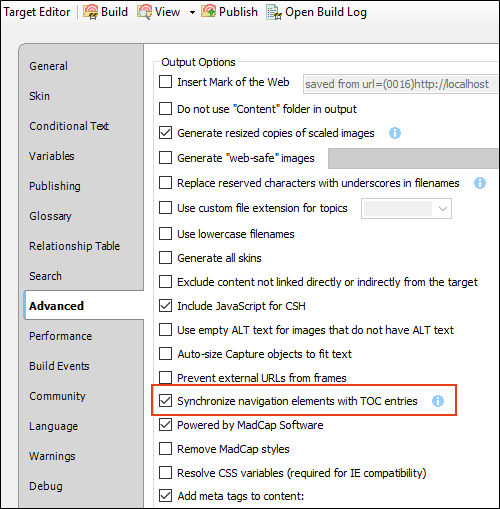 Target Editor Build View Publish Open Build Log
General
Skin
Conditional Text
Variables
Publishing
Glossary
Relationship Table
Search
Advanced
Performance
Build Events
Community
Language
Warnings
Debug
Output Options
Insert Mark of the Web saved from url=(0016)http://localhost
Do not use "Content" folder in output
Generate resized copies of scaled images
Generate "web-safe" images
Replace reserved characters with underscores in filenames
Use custom file extension for topics
Use lowercase filenames
Generate all skins
Exclude content not linked directly or indirectly from the target
Include JavaScript for CSH
Use empty ALT text for images that do not have ALT text
Auto-size Capture objects to fit text
Prevent external URLs from frames
Synchronize navigation elements with TOC entries
Powered by MadCap Software
Remove MadCap styles
Resolve CSS variables (required for IE compatibility)
Add meta tags to content: